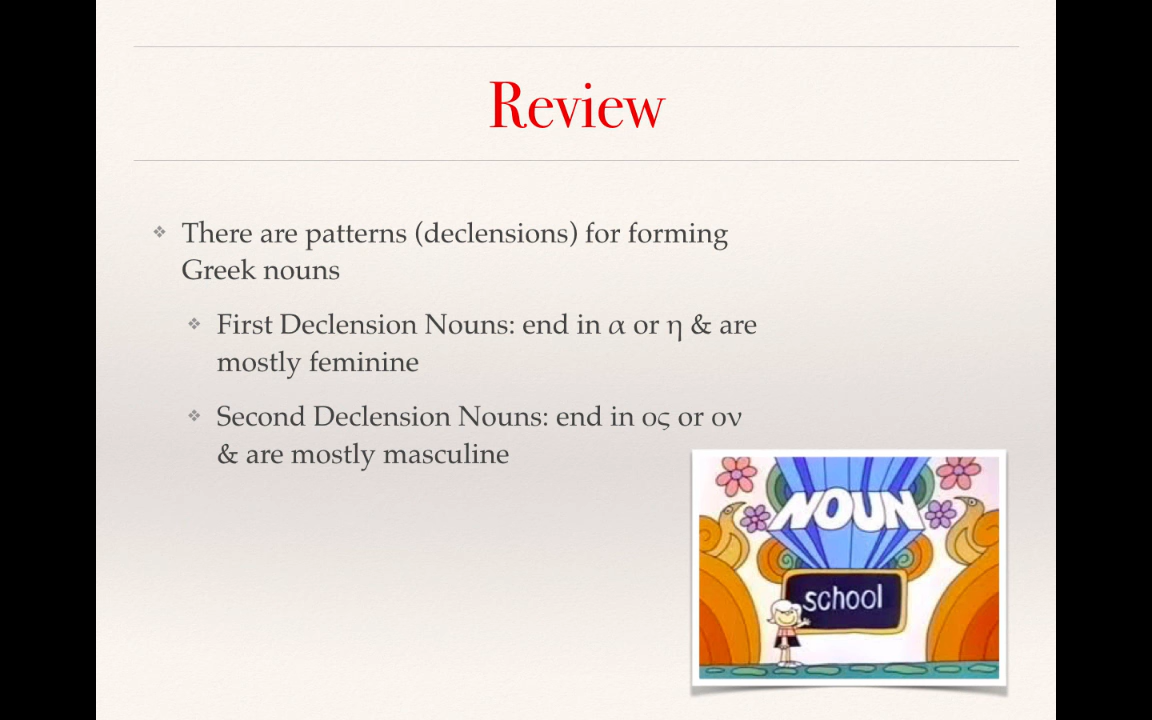 Review
There are patterns (declensions) for forming
Greek nouns
First Declension Nouns: end in α or η & are
mostly feminine
Second Declension Nouns: end in ος or ον
& are mostly masculine
NOUN
school